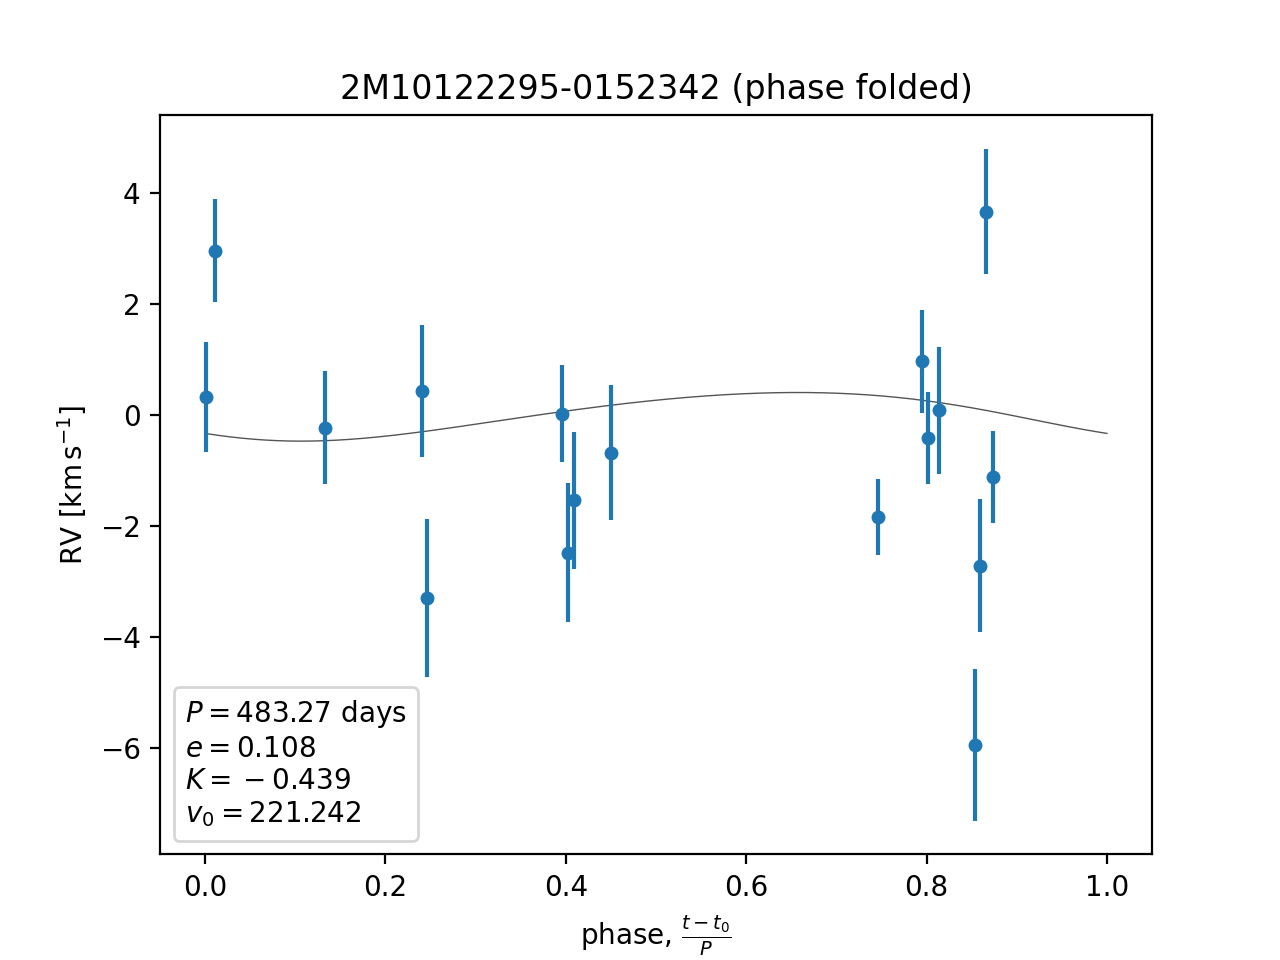 2M10122295-0152342 (phase folded)
4
2
0
−2
−4
−6
RV [km s⁻¹]
P = 483.27 days
e = 0.108
K = −0.439
v₀ = 221.242
0.0 0.2 0.4 0.6 0.8 1.0
phase, (t − t₀)/P